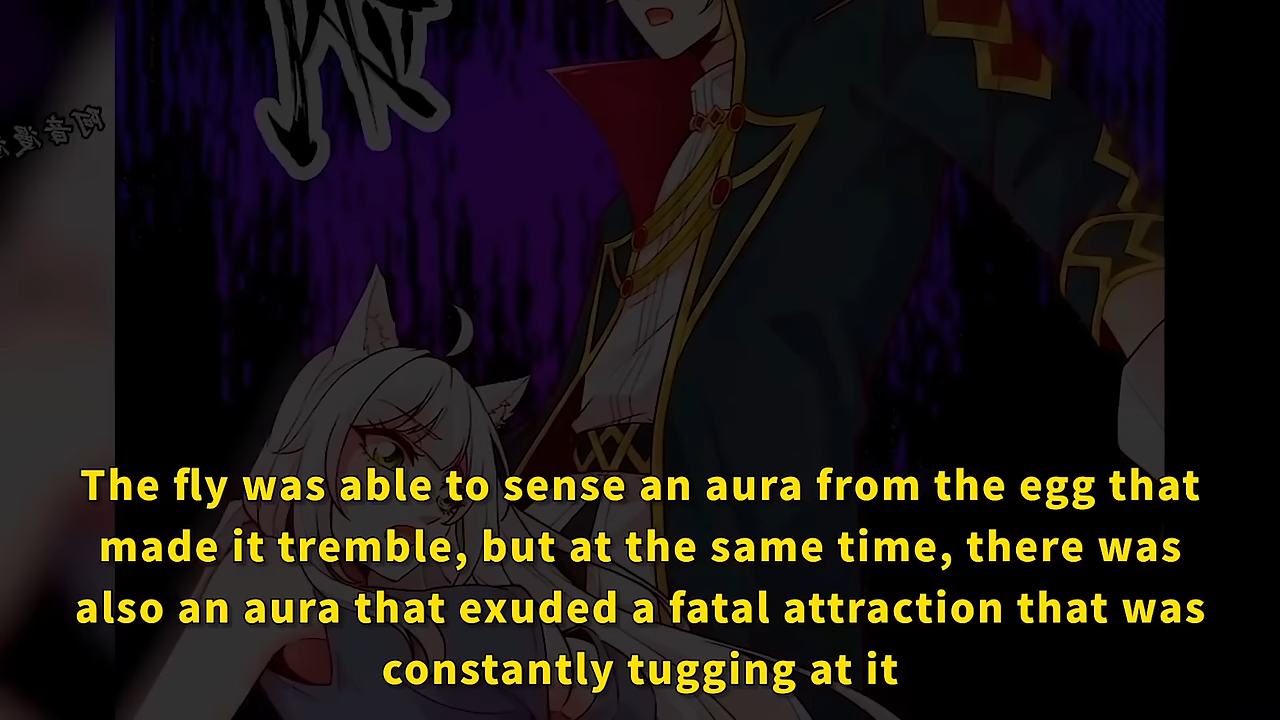 The fly was able to sense an aura from the egg that
made it tremble, but at the same time, there was
also an aura that exuded a fatal attraction that was
constantly tugging at it